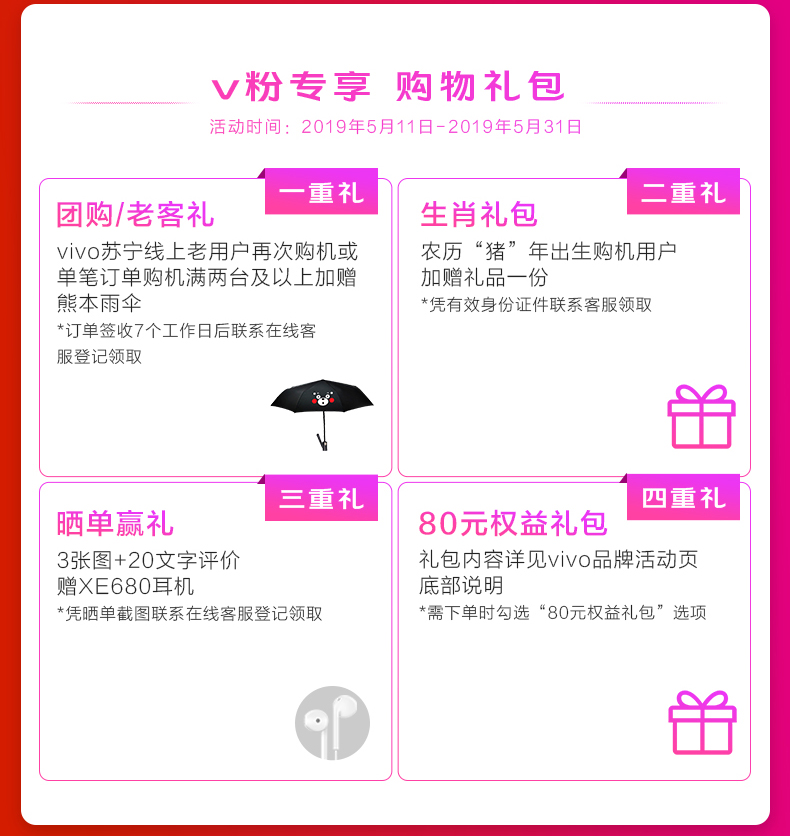 v粉专享 购物礼包
活动时间：2019年5月11日-2019年5月31日
一重礼
团购/老客礼
vivo苏宁线上老用户再次购机或
单笔订单购机满两台及以上加赠
熊本雨伞
*订单签收7个工作日后联系在线客
服登记领取
二重礼
生肖礼包
农历“猪”年出生购机用户
加赠礼品一份
*凭有效身份证件联系客服领取
三重礼
晒单赢礼
3张图+20文字评价
赠XE680耳机
*凭晒单截图联系在线客服登记领取
四重礼
80元权益礼包
礼包内容详见vivo品牌活动页
底部说明
*需下单时勾选“80元权益礼包”选项